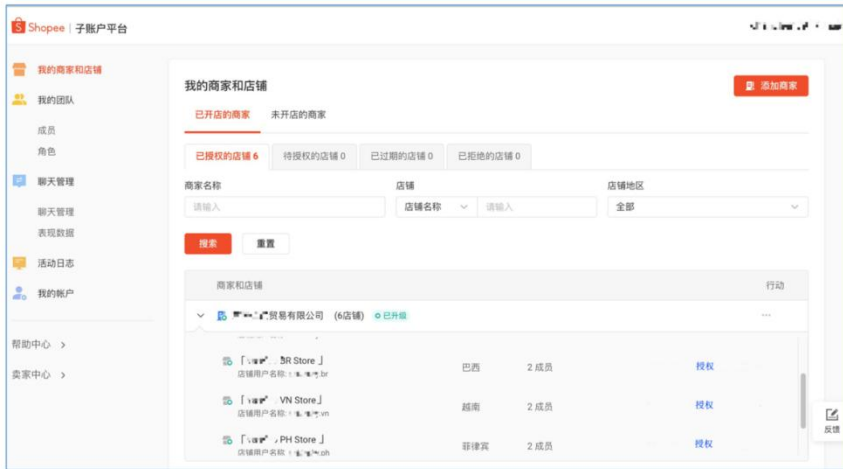 Shopee | 子账户平台
我的商家和店铺
我的团队
成员
角色
聊天管理
聊天管理
表现数据
活动日志
我的帐户
帮助中心 >
卖家中心 >
我的商家和店铺
添加商家
已开店的商家 未开店的商家
已授权的店铺 6 待授权的店铺 0 已过期的店铺 0 已拒绝的店铺 0
商家名称 店铺 店铺地区
请输入 店铺名称 请输入 全部
搜索 重置
商家和店铺 行动
贸易有限公司 (6店铺) 已升级 ...
BR Store 」 巴西 2 成员 授权
店铺用户名称: .br
VN Store」 越南 2 成员 授权
店铺用户名称: .vn
PH Store 」 菲律宾 2 成员 授权
店铺用户名称: .ph
反馈